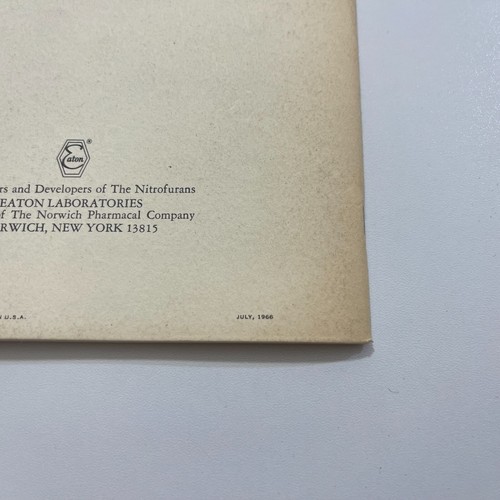 Eaton®
rs and Developers of The Nitrofurans
EATON LABORATORIES
of The Norwich Pharmacal Company
RWICH, NEW YORK 13815
N U.S.A.
JULY, 1966